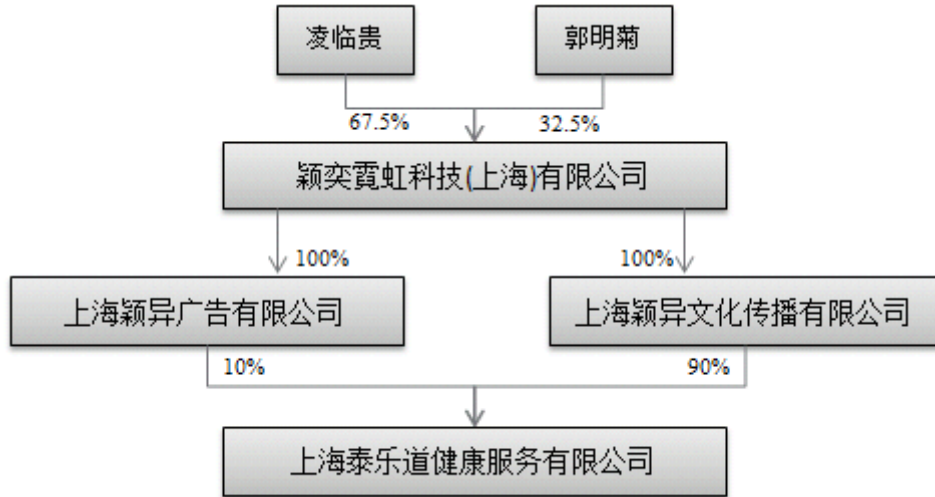 凌临贵
郭明菊
67.5%
32.5%
颖奕霓虹科技(上海)有限公司
100%
100%
上海颖异广告有限公司
上海颖异文化传播有限公司
10%
90%
上海泰乐道健康服务有限公司